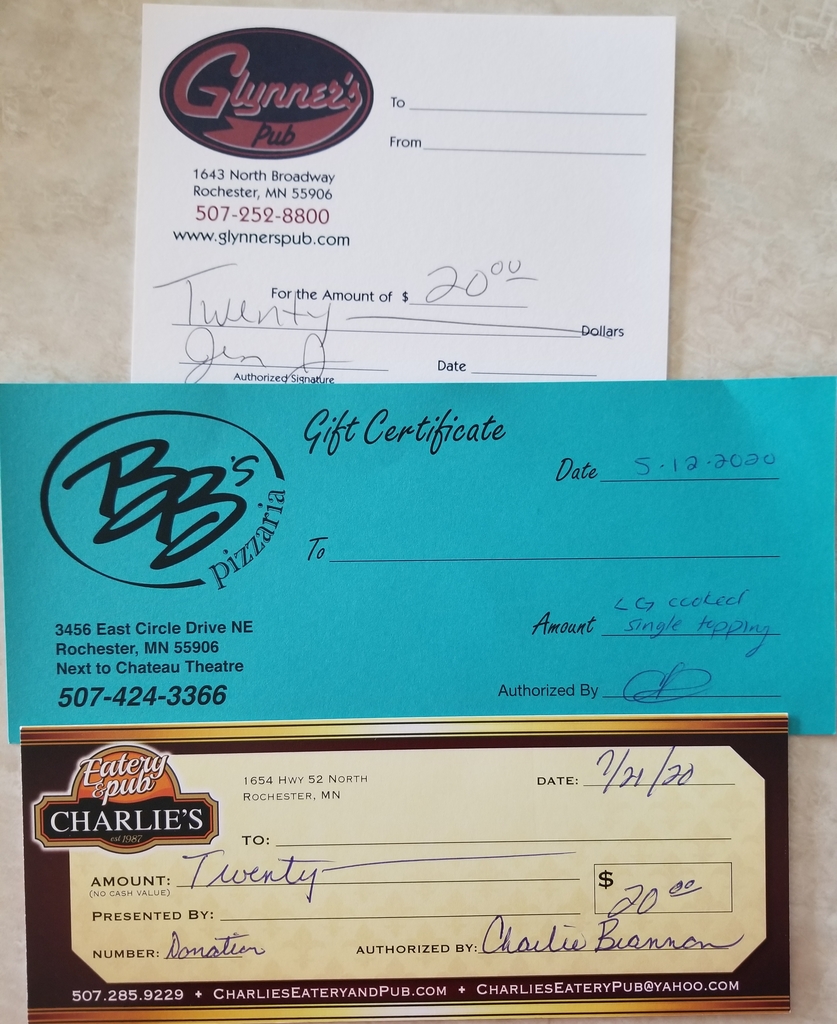 Glynner's
Pub
1643 North Broadway
Rochester, MN 55906
507-252-8800
www.glynnerspub.com
To
From
For the Amount of $ 20.00
Twenty Dollars
Jen
Authorized Signature
Date
BB's
pizzaria
3456 East Circle Drive NE
Rochester, MN 55906
Next to Chateau Theatre
507-424-3366
Gift Certificate
Date 5-12-2020
To
Amount LG cooked
single topping
Authorized By
Eatery
& pub
CHARLIE'S
est 1987
1654 HWY 52 NORTH
ROCHESTER, MN
DATE: 7/21/20
TO:
AMOUNT: Twenty
(NO CASH VALUE)
$ 20 00
PRESENTED BY:
NUMBER: Donation
AUTHORIZED BY: Charlie Brannon
507.285.9229 + CHARLIESEATERYANDPUB.COM + CHARLIESEATERYPUB@YAHOO.COM